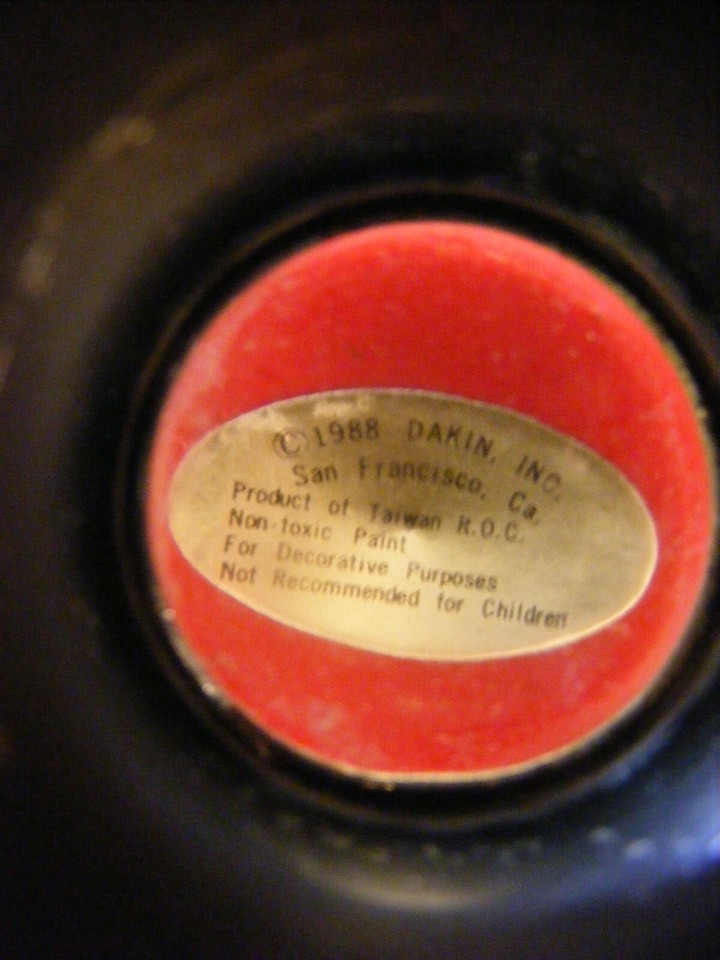 ©1988 DAKIN, INC.
San Francisco, Ca.
Product of Taiwan R.O.C.
Non-toxic Paint
For Decorative Purposes
Not Recommended for Children